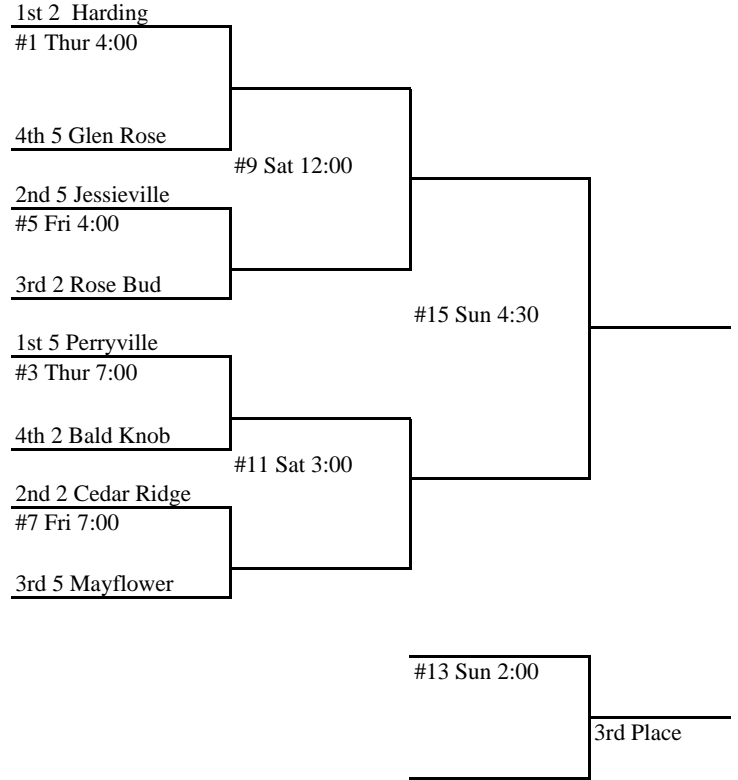 1st 2  Harding
#1 Thur 4:00
4th 5 Glen Rose
#9 Sat 12:00
2nd 5 Jessieville
#5 Fri 4:00
3rd 2 Rose Bud
#15 Sun 4:30
1st 5 Perryville
#3 Thur 7:00
4th 2 Bald Knob
#11 Sat 3:00
2nd 2 Cedar Ridge
#7 Fri 7:00
3rd 5 Mayflower
#13 Sun 2:00
3rd Place